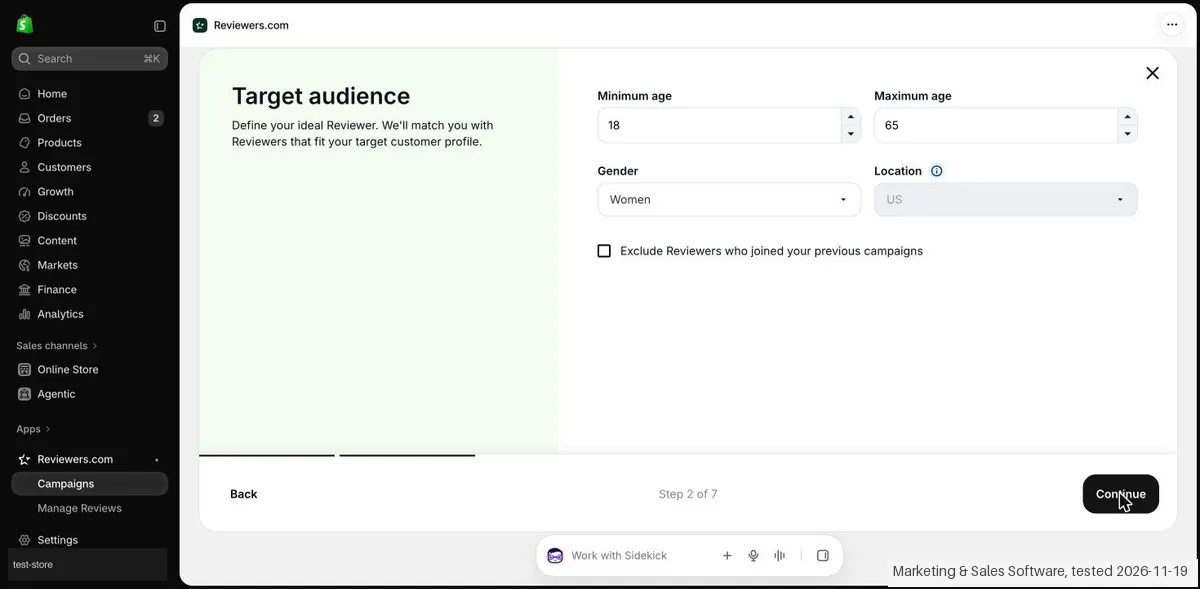 Search ⌘K
Home
Orders 2
Products
Customers
Growth
Discounts
Content
Markets
Finance
Analytics
Sales channels
Online Store
Agentic
Apps
Reviewers.com
Campaigns
Manage Reviews
Settings
test-store
Reviewers.com
Target audience
Define your ideal Reviewer. We'll match you with
Reviewers that fit your target customer profile.
Minimum age
18
Maximum age
65
Gender
Women
Location
US
Exclude Reviewers who joined your previous campaigns
Back
Step 2 of 7
Continue
Work with Sidekick
Marketing & Sales Software, tested 2026-11-19